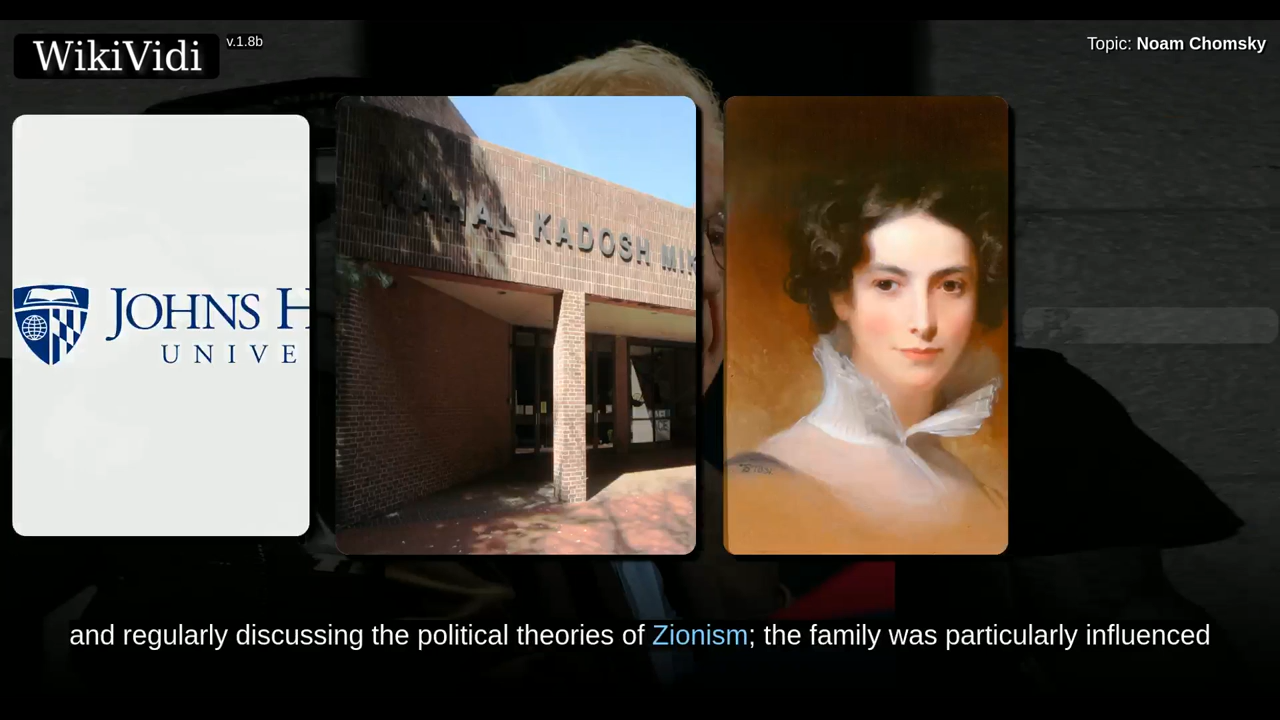 WikiVidi
v.1.8b
Topic: Noam Chomsky
JOHNS H
UNIVE
KAHAL KADOSH MIK
and regularly discussing the political theories of Zionism; the family was particularly influenced